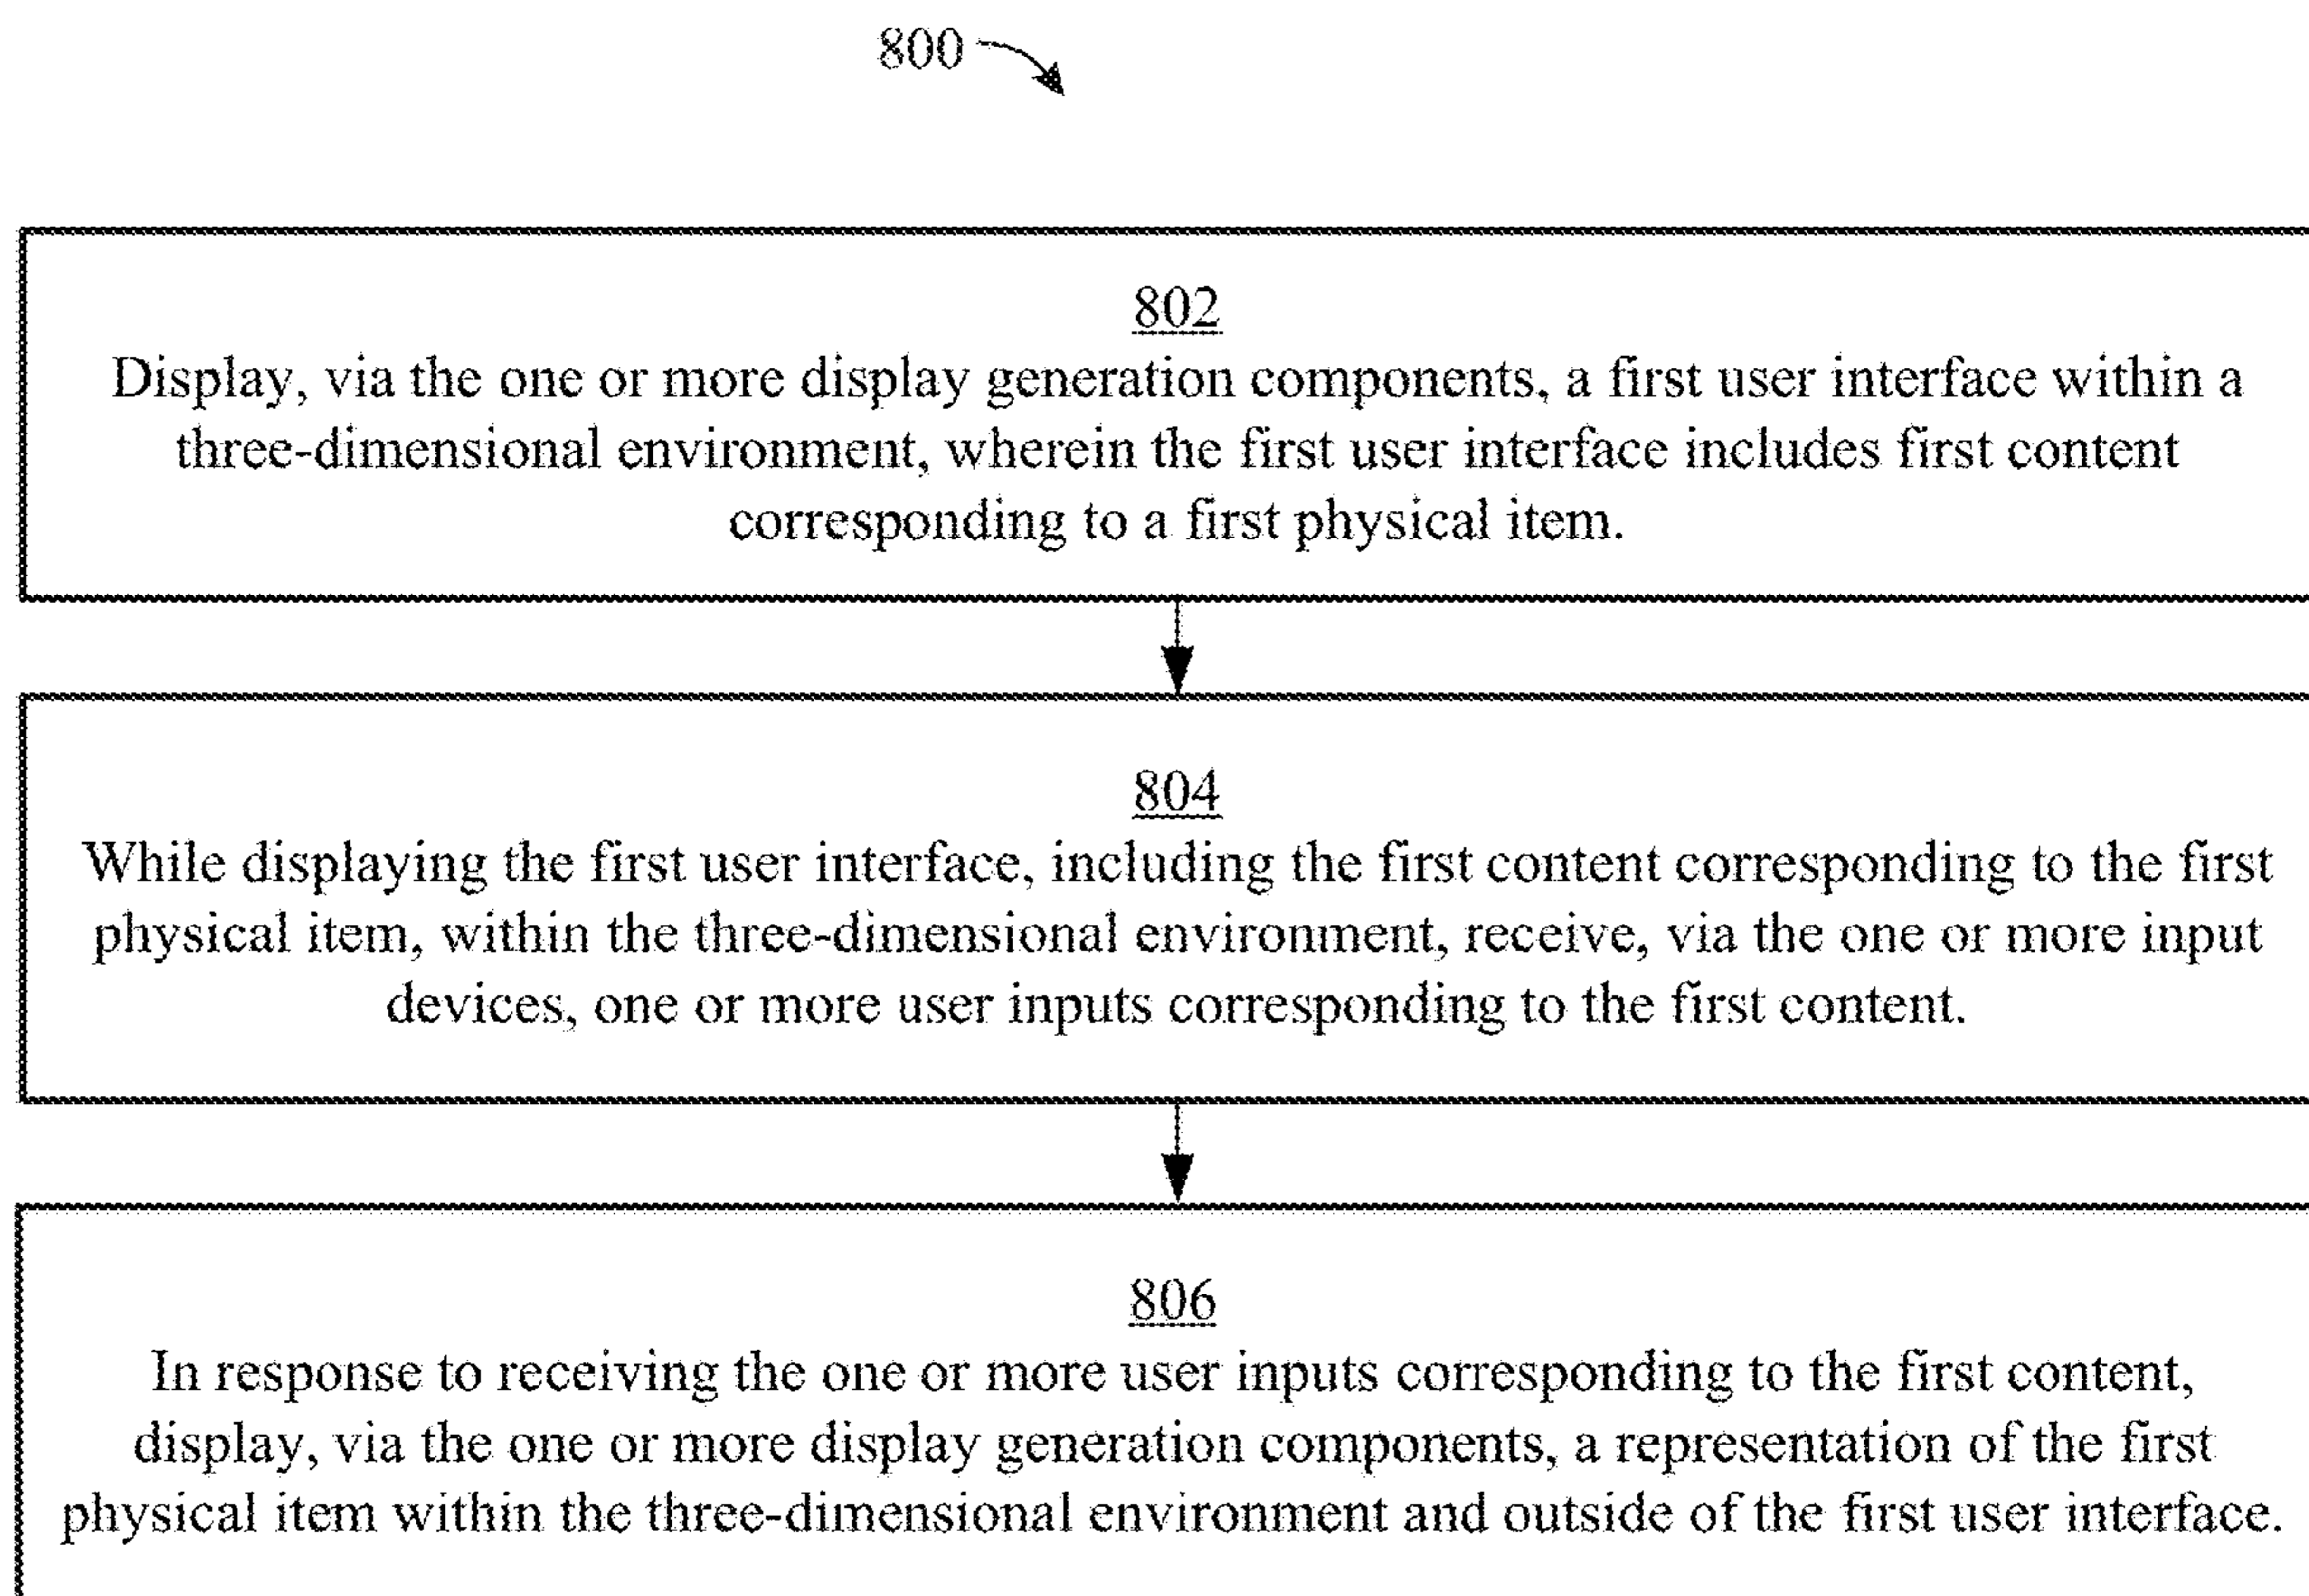 800
802
Display, via the one or more display generation components, a first user interface within a
three-dimensional environment, wherein the first user interface includes first content
corresponding to a first physical item.
804
While displaying the first user interface, including the first content corresponding to the first
physical item, within the three-dimensional environment, receive, via the one or more input
devices, one or more user inputs corresponding to the first content.
806
In response to receiving the one or more user inputs corresponding to the first content,
display, via the one or more display generation components, a representation of the first
physical item within the three-dimensional environment and outside of the first user interface.